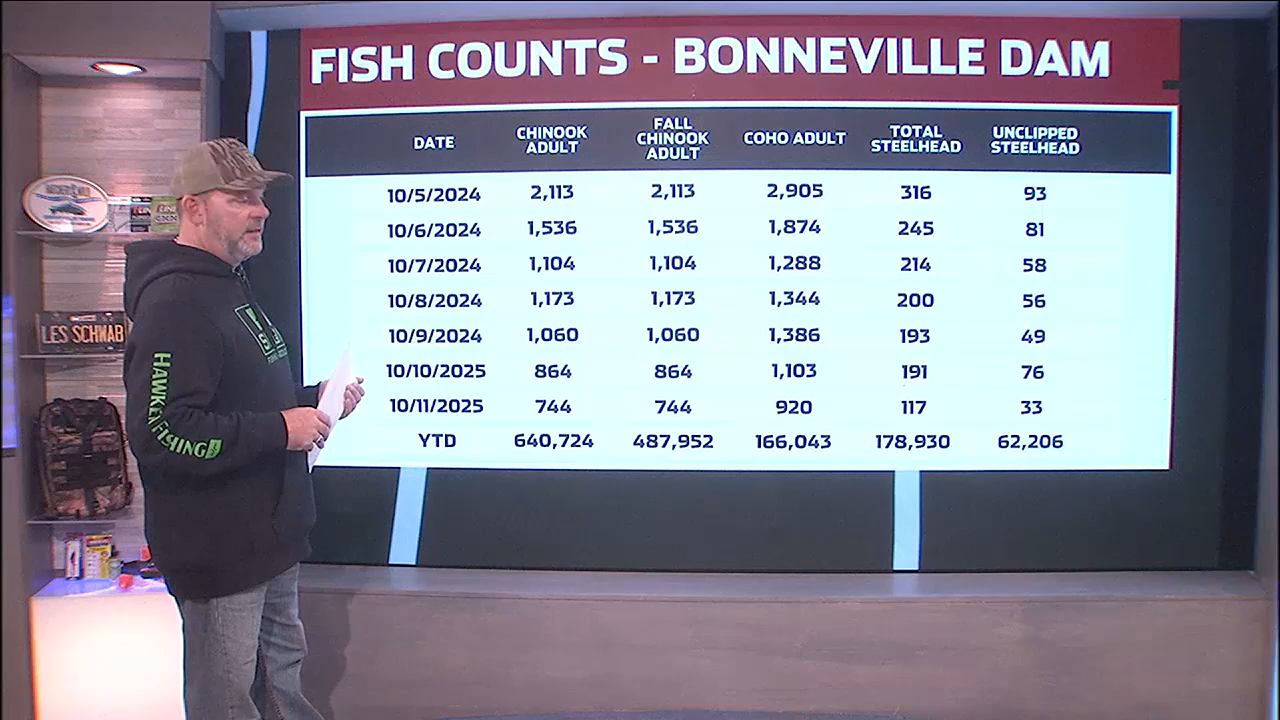 FISH COUNTS - BONNEVILLE DAM
DATE CHINOOK ADULT FALL CHINOOK ADULT COHO ADULT TOTAL STEELHEAD UNCLIPPED STEELHEAD
10/5/2024 2,113 2,113 2,905 316 93
10/6/2024 1,536 1,536 1,874 245 81
10/7/2024 1,104 1,104 1,288 214 58
10/8/2024 1,173 1,173 1,344 200 56
10/9/2024 1,060 1,060 1,386 193 49
10/10/2025 864 864 1,103 191 76
10/11/2025 744 744 920 117 33
YTD 640,724 487,952 166,043 178,930 62,206
LES SCHWAB
HAWKEN FISHING